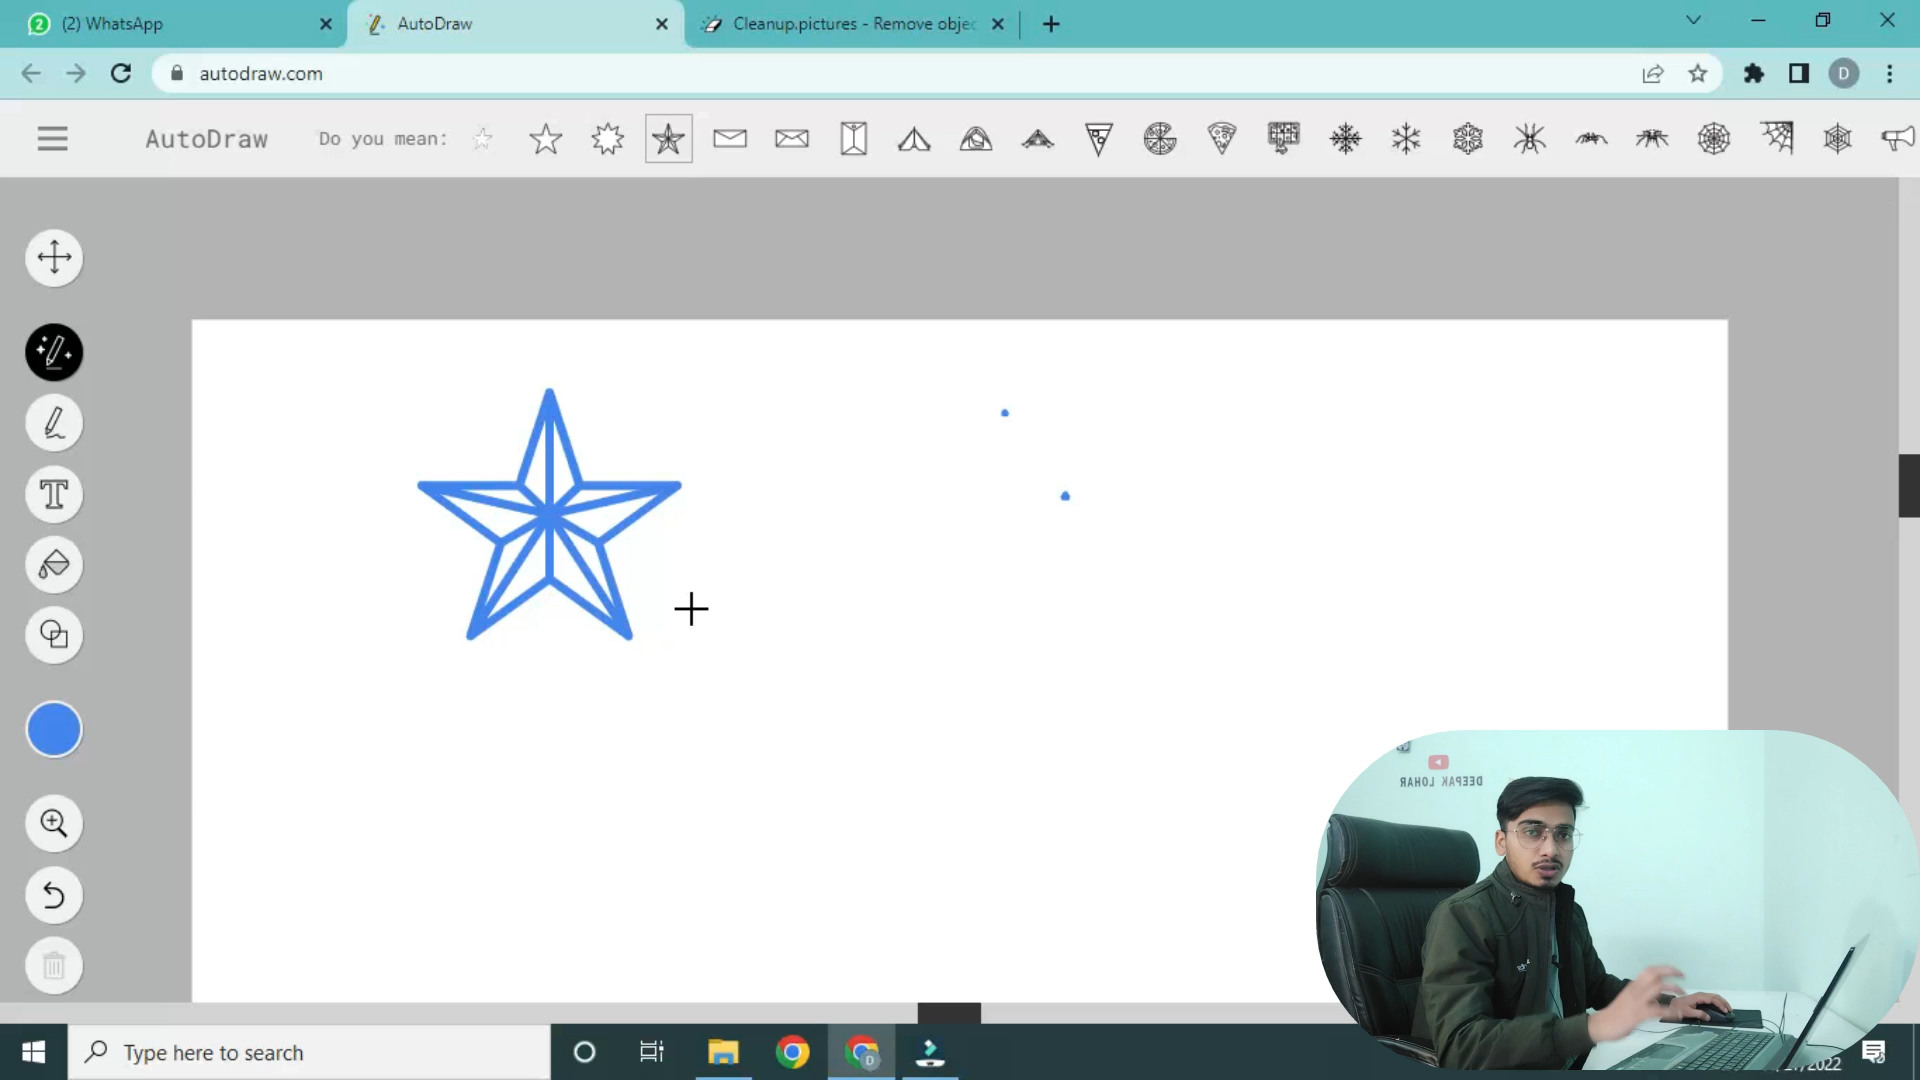 (2) WhatsApp
AutoDraw
Cleanup.pictures - Remove objec
autodraw.com
D
AutoDraw
Do you mean:
T
DEEPAK LOHAR
Type here to search
D